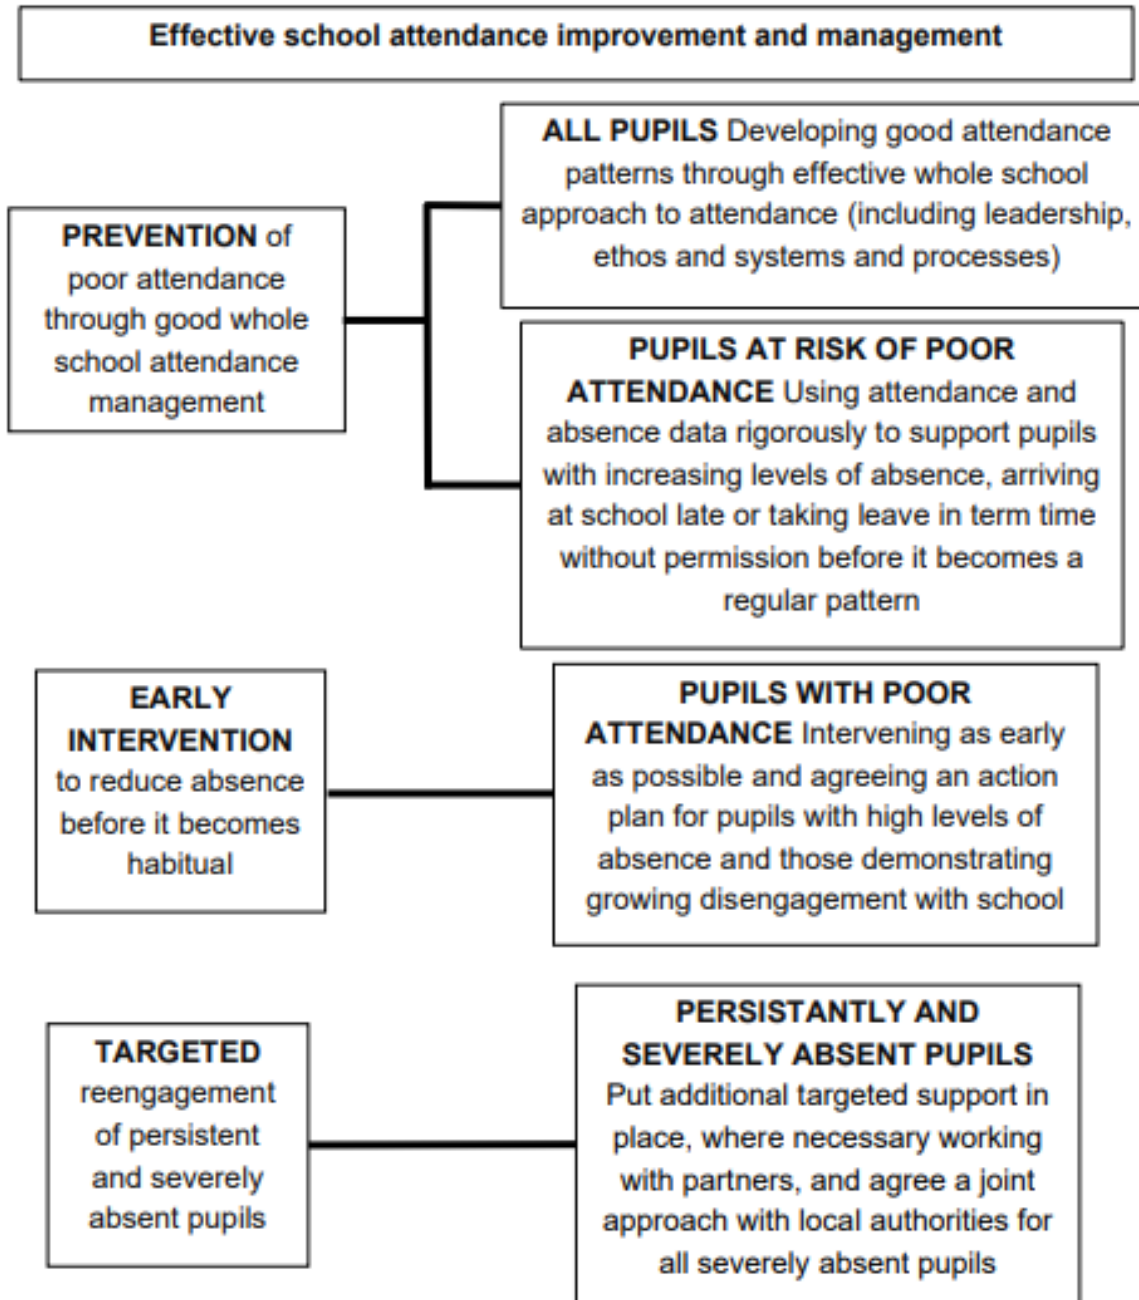 Effective school attendance improvement and management
ALL PUPILS Developing good attendance
patterns through effective whole school
approach to attendance (including leadership,
ethos and systems and processes)
PREVENTION of
poor attendance
through good whole
school attendance
management
PUPILS AT RISK OF POOR
ATTENDANCE Using attendance and
absence data rigorously to support pupils
with increasing levels of absence, arriving
at school late or taking leave in term time
without permission before it becomes a
regular pattern
EARLY
INTERVENTION
to reduce absence
before it becomes
habitual
PUPILS WITH POOR
ATTENDANCE Intervening as early
as possible and agreeing an action
plan for pupils with high levels of
absence and those demonstrating
growing disengagement with school
TARGETED
reengagement
of persistent
and severely
absent pupils
PERSISTANTLY AND
SEVERELY ABSENT PUPILS
Put additional targeted support in
place, where necessary working
with partners, and agree a joint
approach with local authorities for
all severely absent pupils